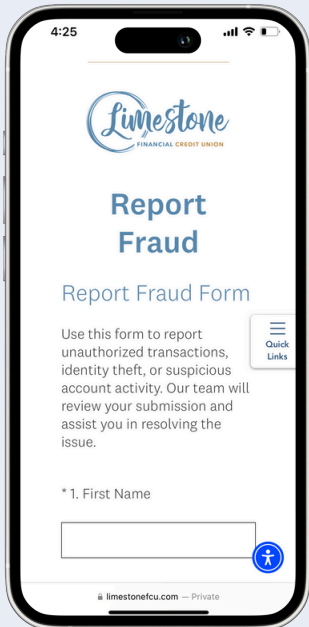 4:25
Limestone
FINANCIAL CREDIT UNION
Report
Fraud
Report Fraud Form
Use this form to report
unauthorized transactions,
identity theft, or suspicious
account activity. Our team will
review your submission and
assist you in resolving the
issue.
Quick
Links
* 1. First Name
limestonefcu.com — Private